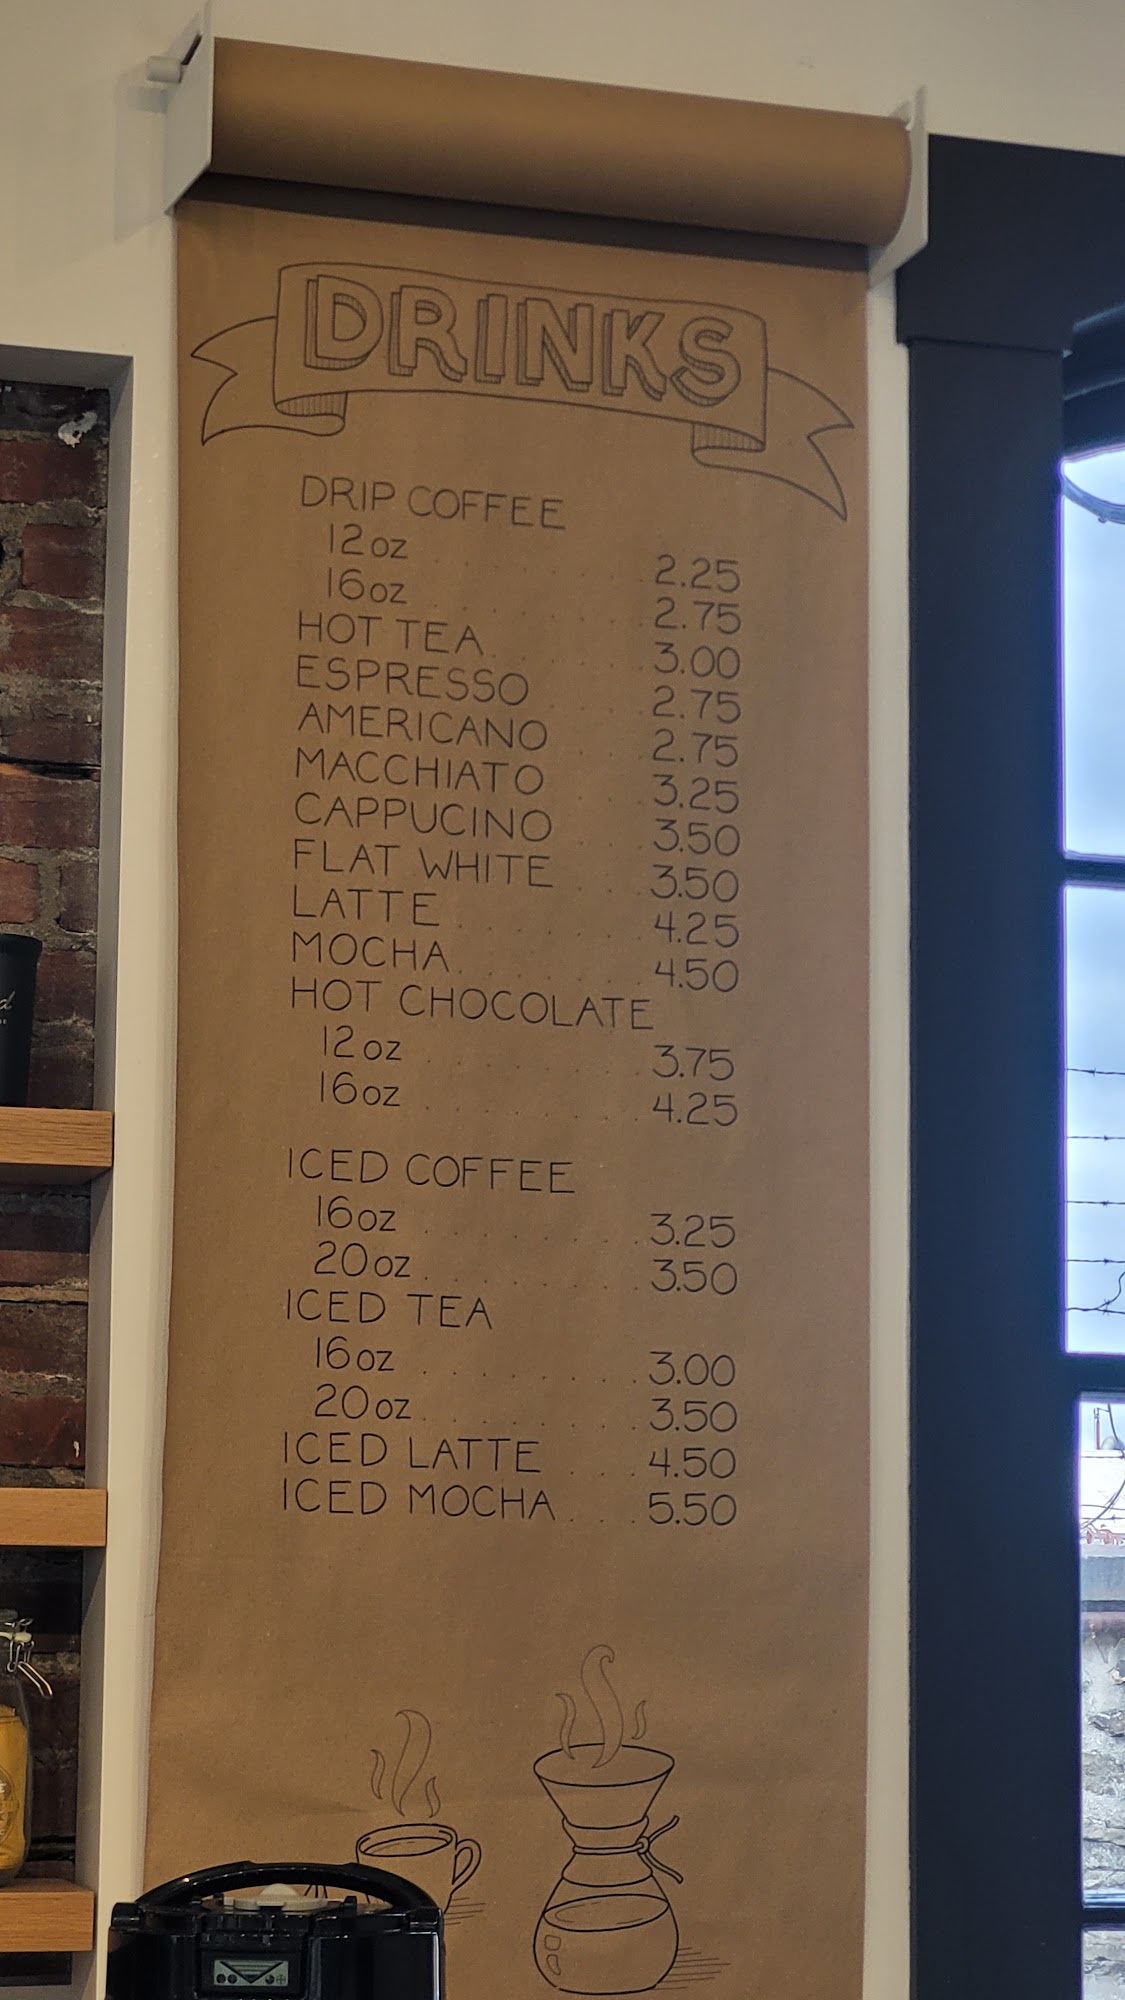 DRINKS
DRIP COFFEE
12oz . . . . . . . . . 2.25
16oz . . . . . . . . . 2.75
HOT TEA . . . . . . . 3.00
ESPRESSO . . . . . 2.75
AMERICANO . . . . 2.75
MACCHIATO . . . . 3.25
CAPPUCINO . . . . 3.50
FLAT WHITE . . . . 3.50
LATTE . . . . . . . . 4.25
MOCHA . . . . . . . . 4.50
HOT CHOCOLATE
12oz . . . . . . . . . 3.75
16oz . . . . . . . . . 4.25
ICED COFFEE
16oz . . . . . . . . . 3.25
20oz . . . . . . . . . 3.50
ICED TEA
16oz . . . . . . . . . 3.00
20oz . . . . . . . . . 3.50
ICED LATTE . . . . 4.50
ICED MOCHA . . . . 5.50